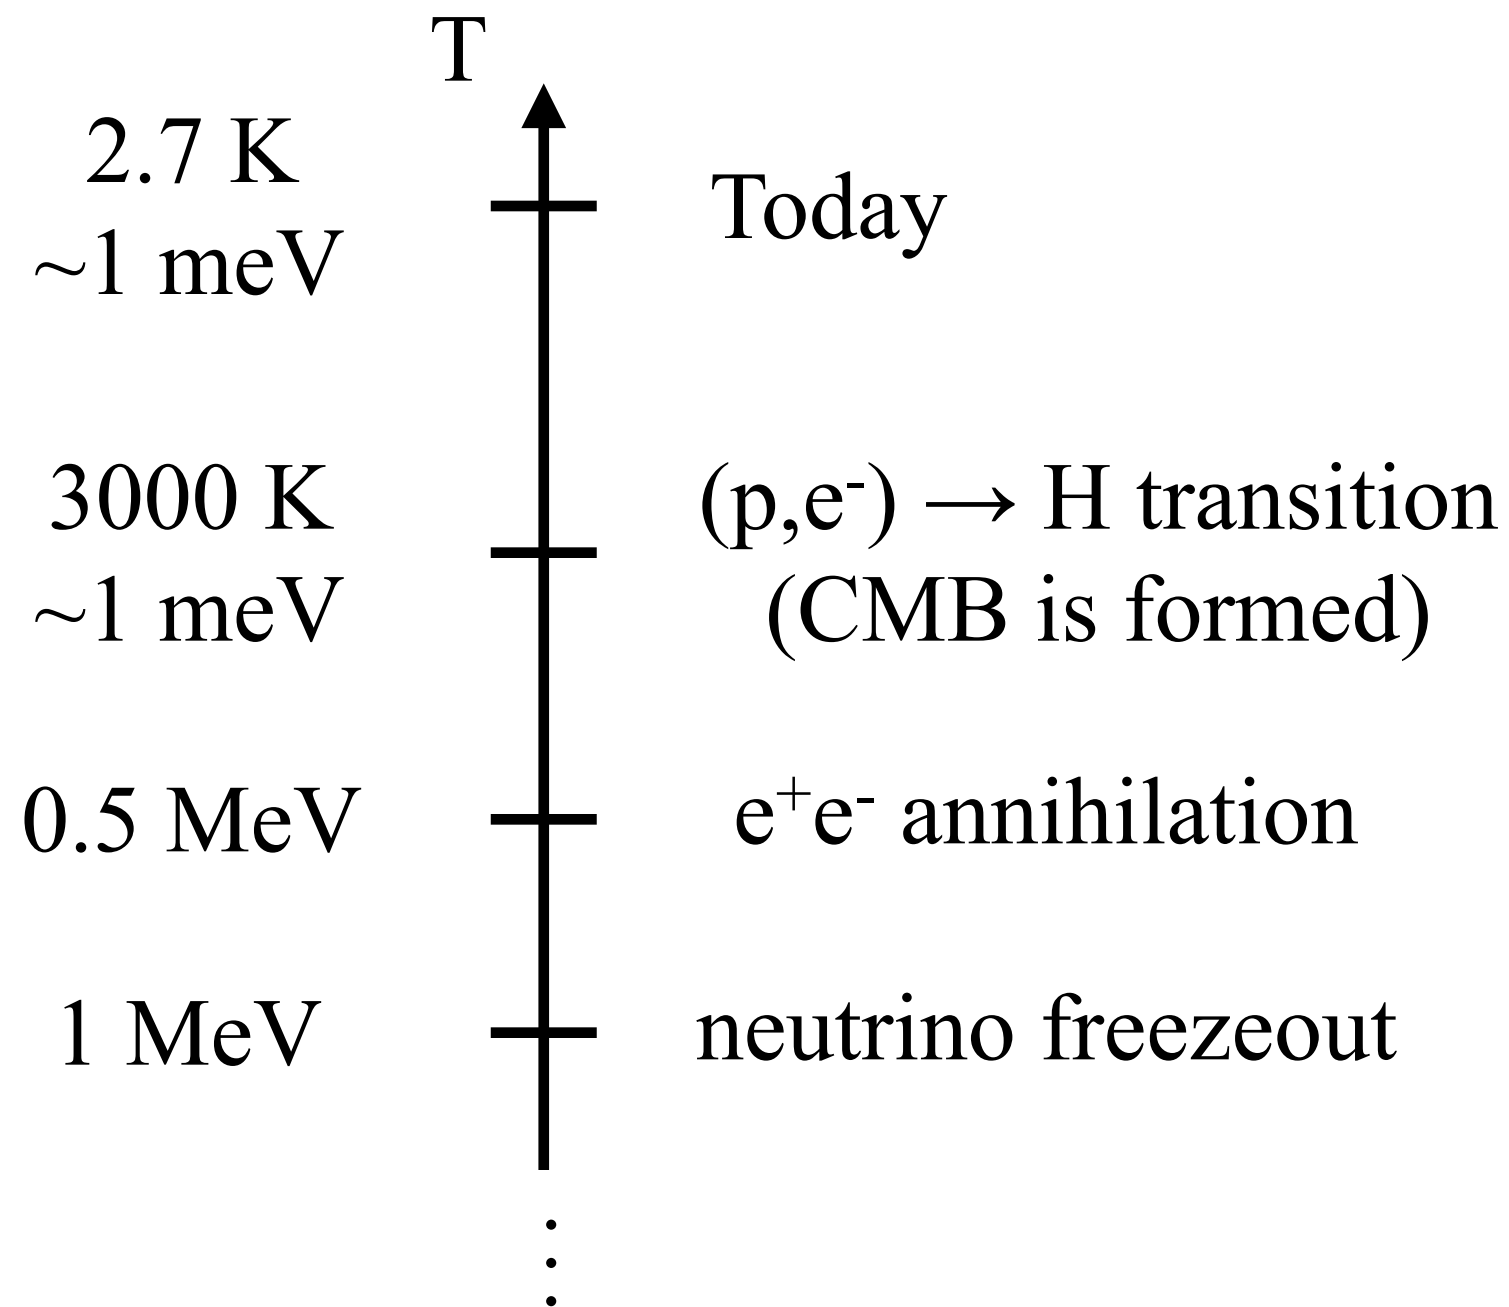 T
2.7 K
~1 meV
Today
3000 K
~1 meV
(p,e⁻) → H transition
(CMB is formed)
0.5 MeV
e⁺e⁻ annihilation
1 MeV
neutrino freezeout